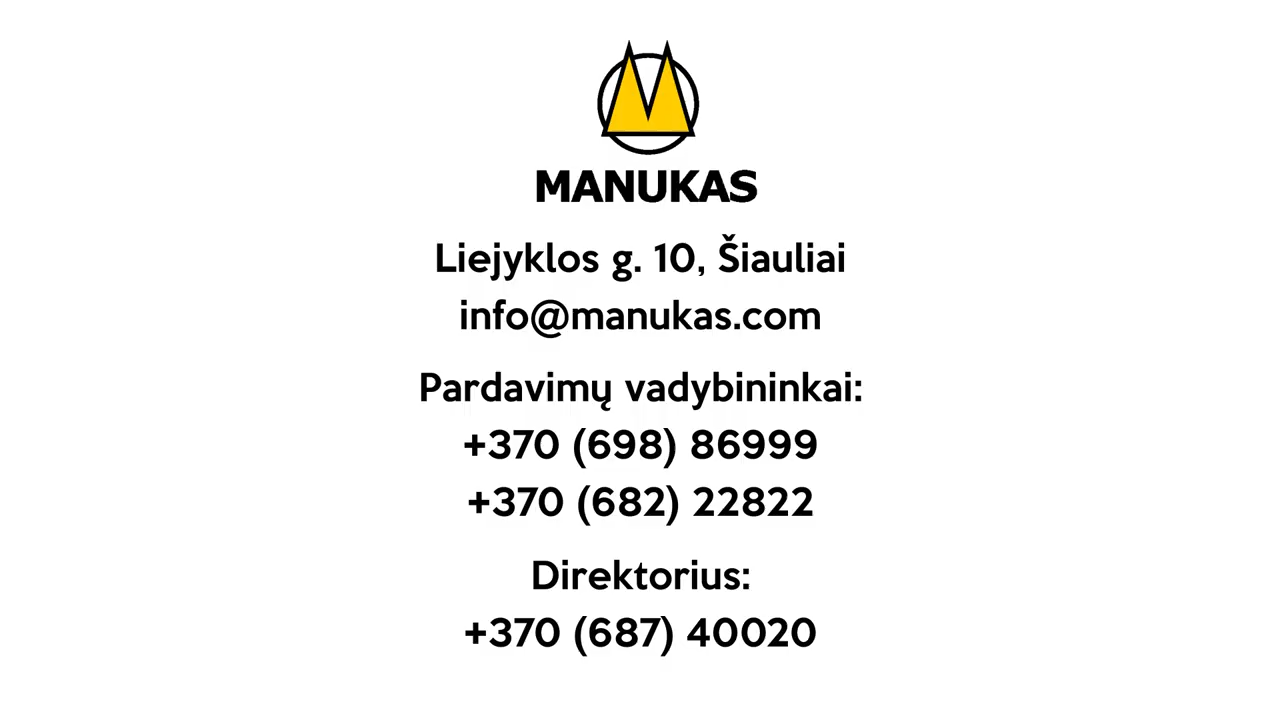 MANUKAS
Liejyklos g. 10, Šiauliai
info@manukas.com
Pardavimų vadybininkai:
+370 (698) 86999
+370 (682) 22822
Direktorius:
+370 (687) 40020